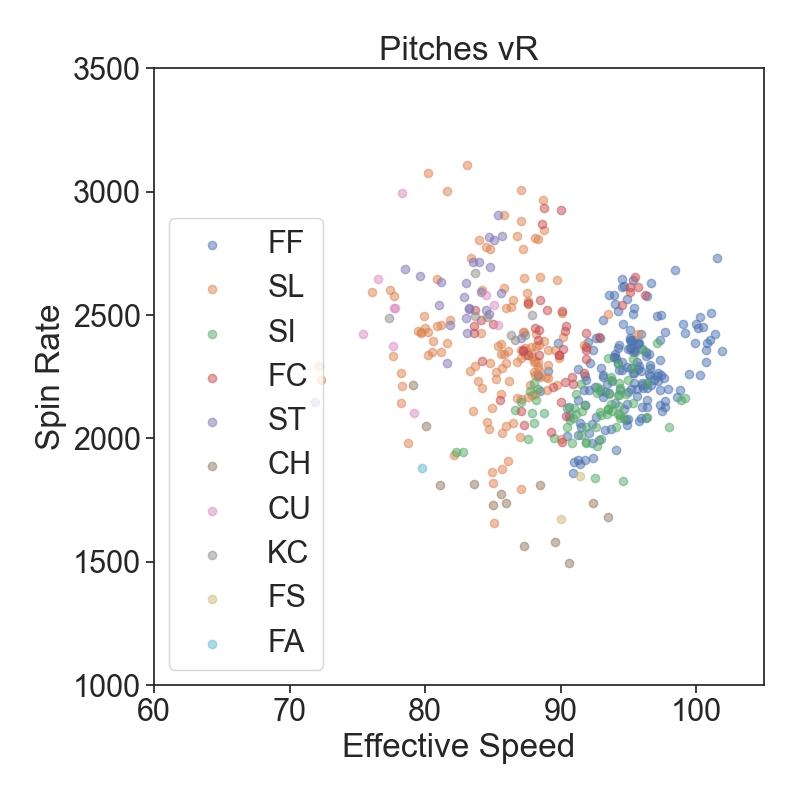 Pitches vR
3500
3000
2500
2000
1500
1000
Spin Rate
FF
SL
SI
FC
ST
CH
CU
KC
FS
FA
60 70 80 90 100
Effective Speed